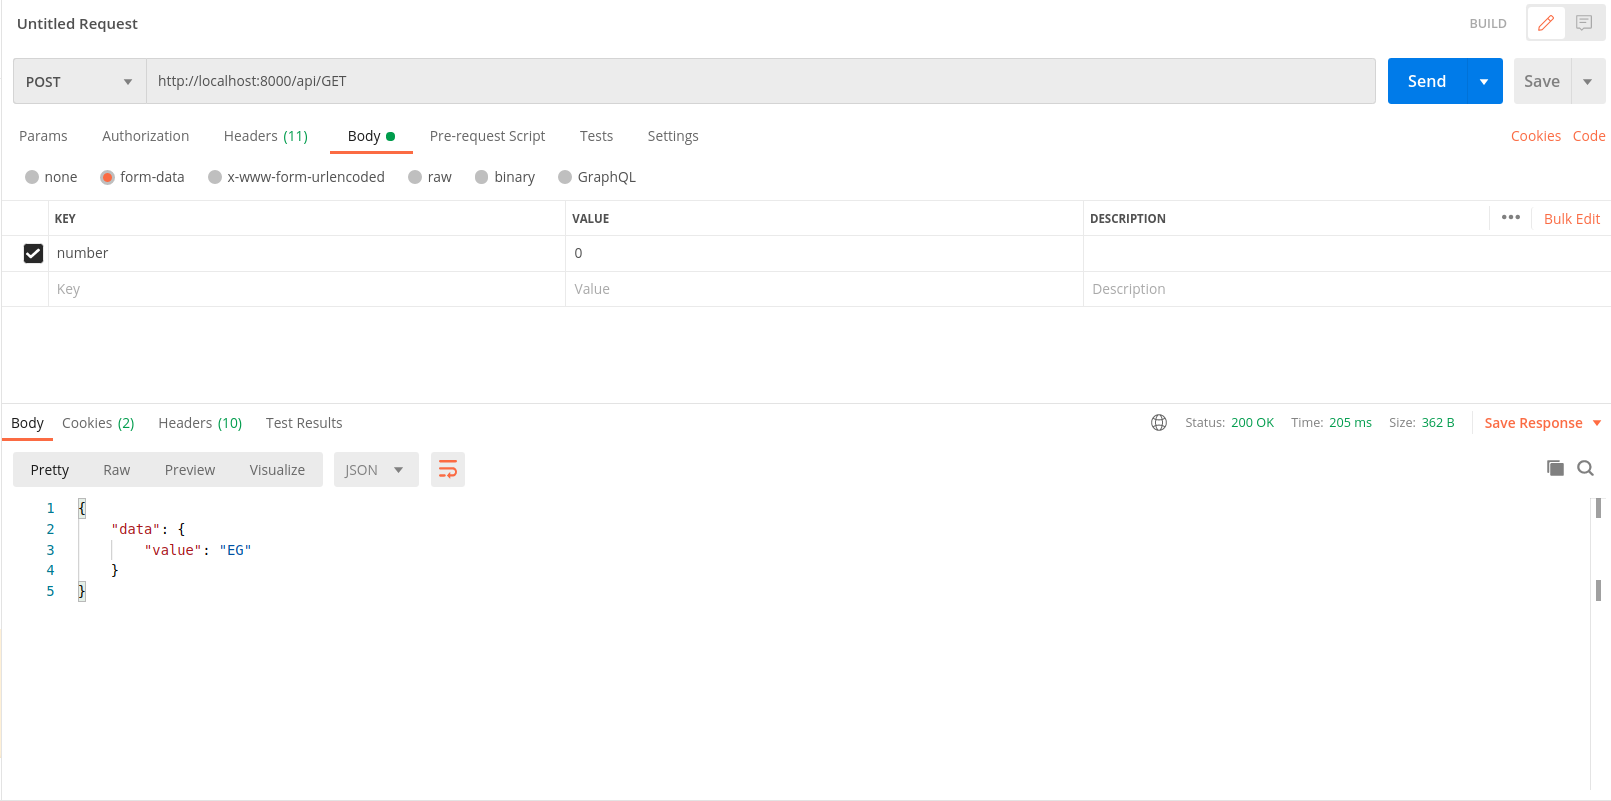 Untitled Request BUILD
POST http://localhost:8000/api/GET Send Save
Params Authorization Headers (11) Body Pre-request Script Tests Settings Cookies Code
none form-data x-www-form-urlencoded raw binary GraphQL
KEY VALUE DESCRIPTION ••• Bulk Edit
number 0
Key Value Description
Body Cookies (2) Headers (10) Test Results Status: 200 OK Time: 205 ms Size: 362 B Save Response
Pretty Raw Preview Visualize JSON
1 {
2 "data": {
3 "value": "EG"
4 }
5 }